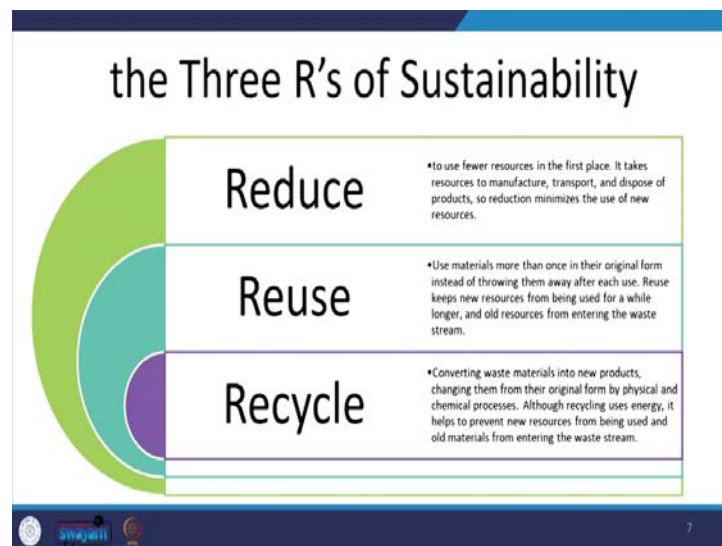 the Three R's of Sustainability
Reduce
•to use fewer resources in the first place. It takes
resources to manufacture, transport, and dispose of
products, so reduction minimizes the use of new
resources.
Reuse
•Use materials more than once in their original form
instead of throwing them away after each use. Reuse
keeps new resources from being used for a while
longer, and old resources from entering the waste
stream.
Recycle
•Converting waste materials into new products,
changing them from their original form by physical and
chemical processes. Although recycling uses energy, it
helps to prevent new resources from being used and
old materials from entering the waste stream.
swayam
7